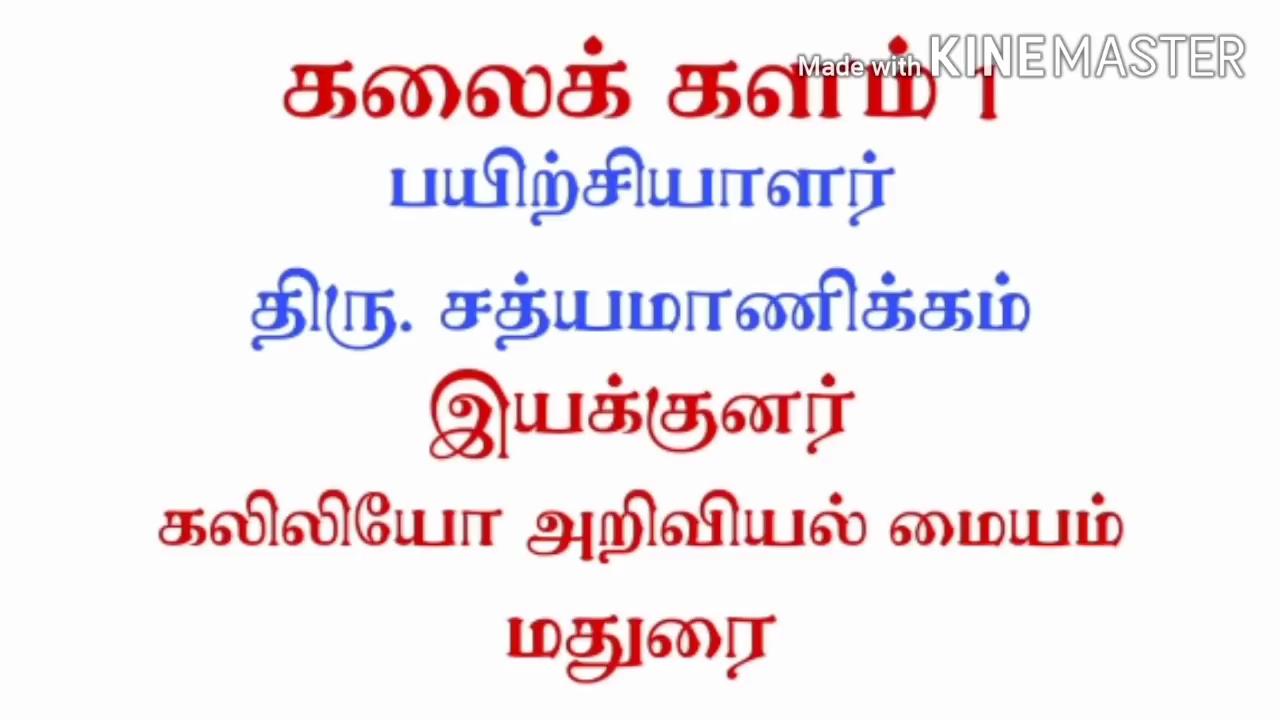 கலைக் களம் 1
Made with KINEMASTER
பயிற்சியாளர்
திரு. சத்யமாணிக்கம்
இயக்குனர்
கலிலியோ அறிவியல் மையம்
மதுரை